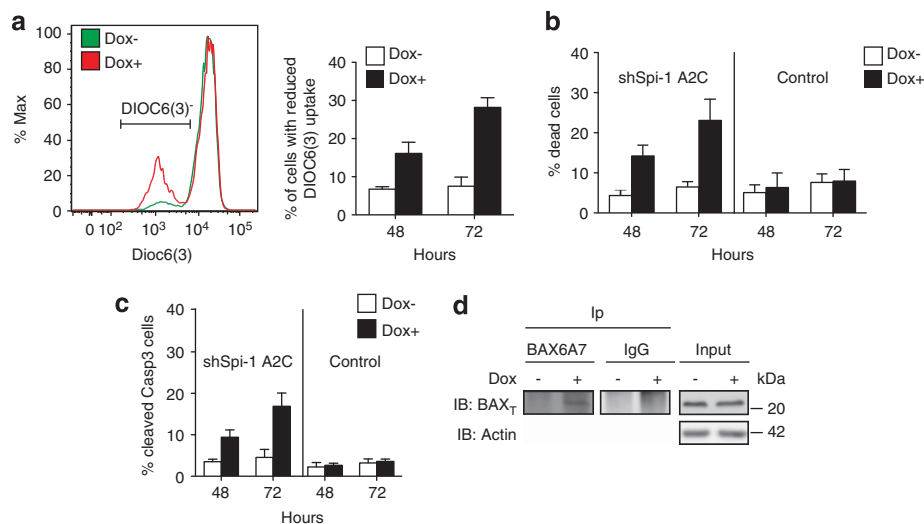 a
Dox-
Dox+
DIOC6(3)-
% Max
100
80
60
40
20
0
0 10² 10³ 10⁴ 10⁵
Dioc6(3)
Dox-
Dox+
% of cells with reduced
DIOC6(3) uptake
40
30
20
10
0
48 72
Hours
b
Dox-
Dox+
shSpi-1 A2C Control
% dead cells
40
30
20
10
0
48 72 48 72
Hours
c
Dox-
Dox+
shSpi-1 A2C Control
% cleaved Casp3 cells
40
30
20
10
0
48 72 48 72
Hours
d
Ip
BAX6A7 IgG Input
Dox - + - + - + kDa
IB: BAX_T 20
IB: Actin 42